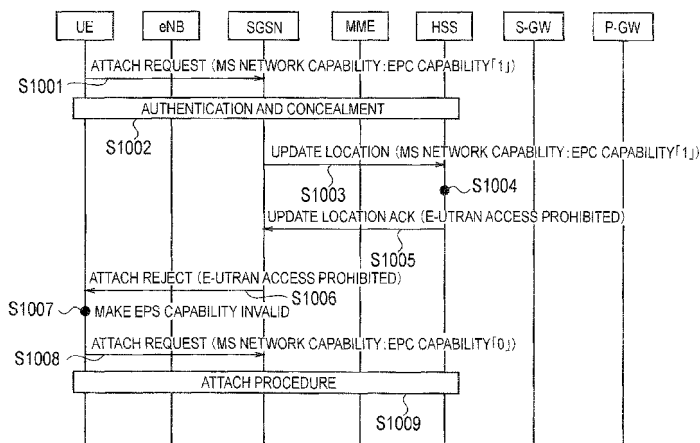 UE eNB SGSN MME HSS S-GW P-GW
ATTACH REQUEST (MS NETWORK CAPABILITY:EPC CAPABILITY「1」)
S1001
AUTHENTICATION AND CONCEALMENT
S1002
UPDATE LOCATION (MS NETWORK CAPABILITY:EPC CAPABILITY「1」)
S1003
S1004
UPDATE LOCATION ACK (E-UTRAN ACCESS PROHIBITED)
S1005
ATTACH REJECT (E-UTRAN ACCESS PROHIBITED)
S1006
S1007 MAKE EPS CAPABILITY INVALID
ATTACH REQUEST (MS NETWORK CAPABILITY:EPC CAPABILITY「0」)
S1008
ATTACH PROCEDURE
S1009